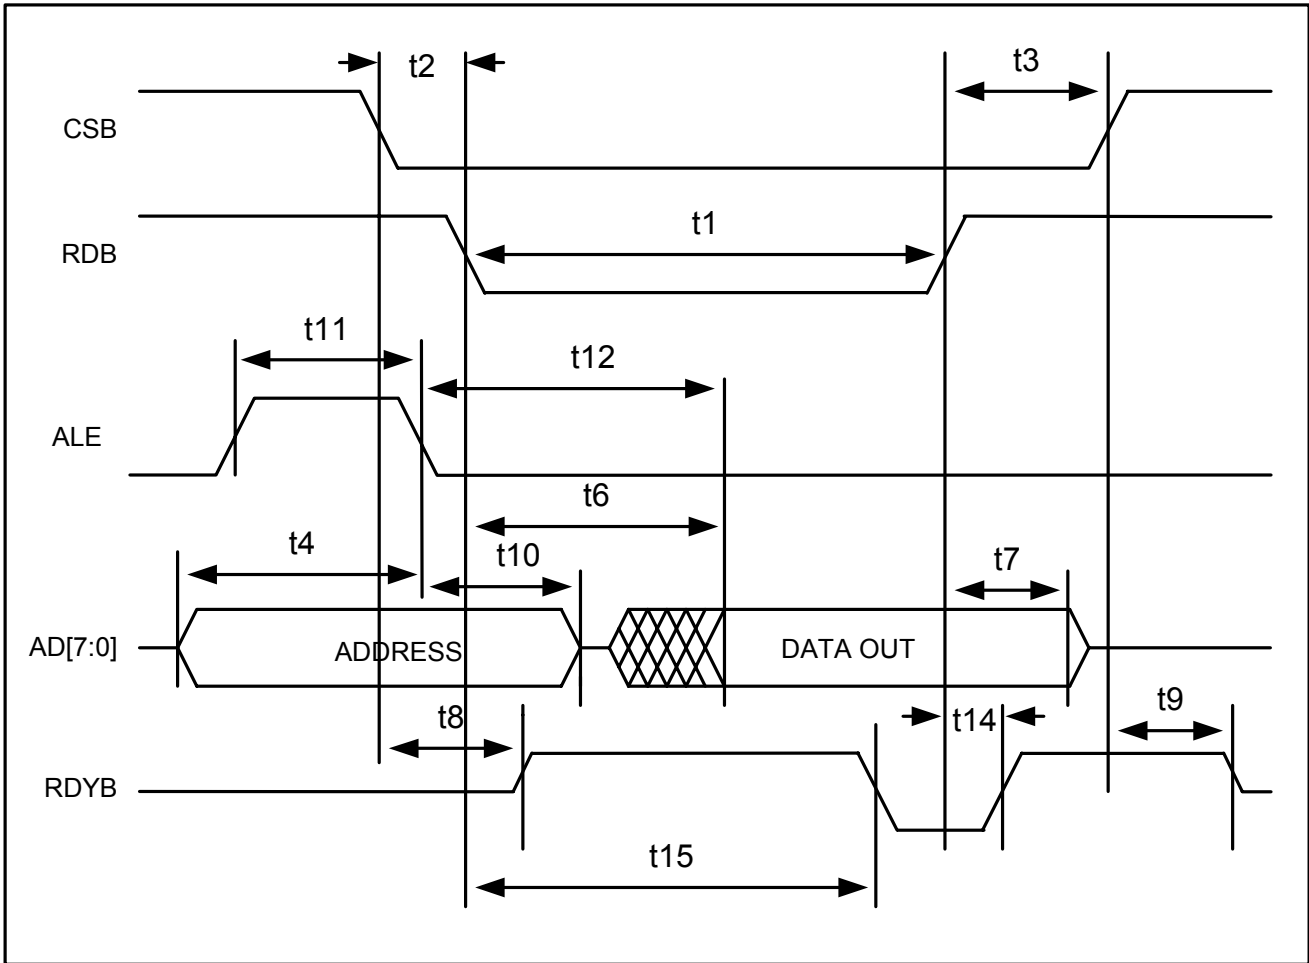 t2
t3
CSB
t1
RDB
t11
t12
ALE
t6
t4
t10
t7
AD[7:0]
ADDRESS
DATA OUT
t8
t14
t9
RDYB
t15